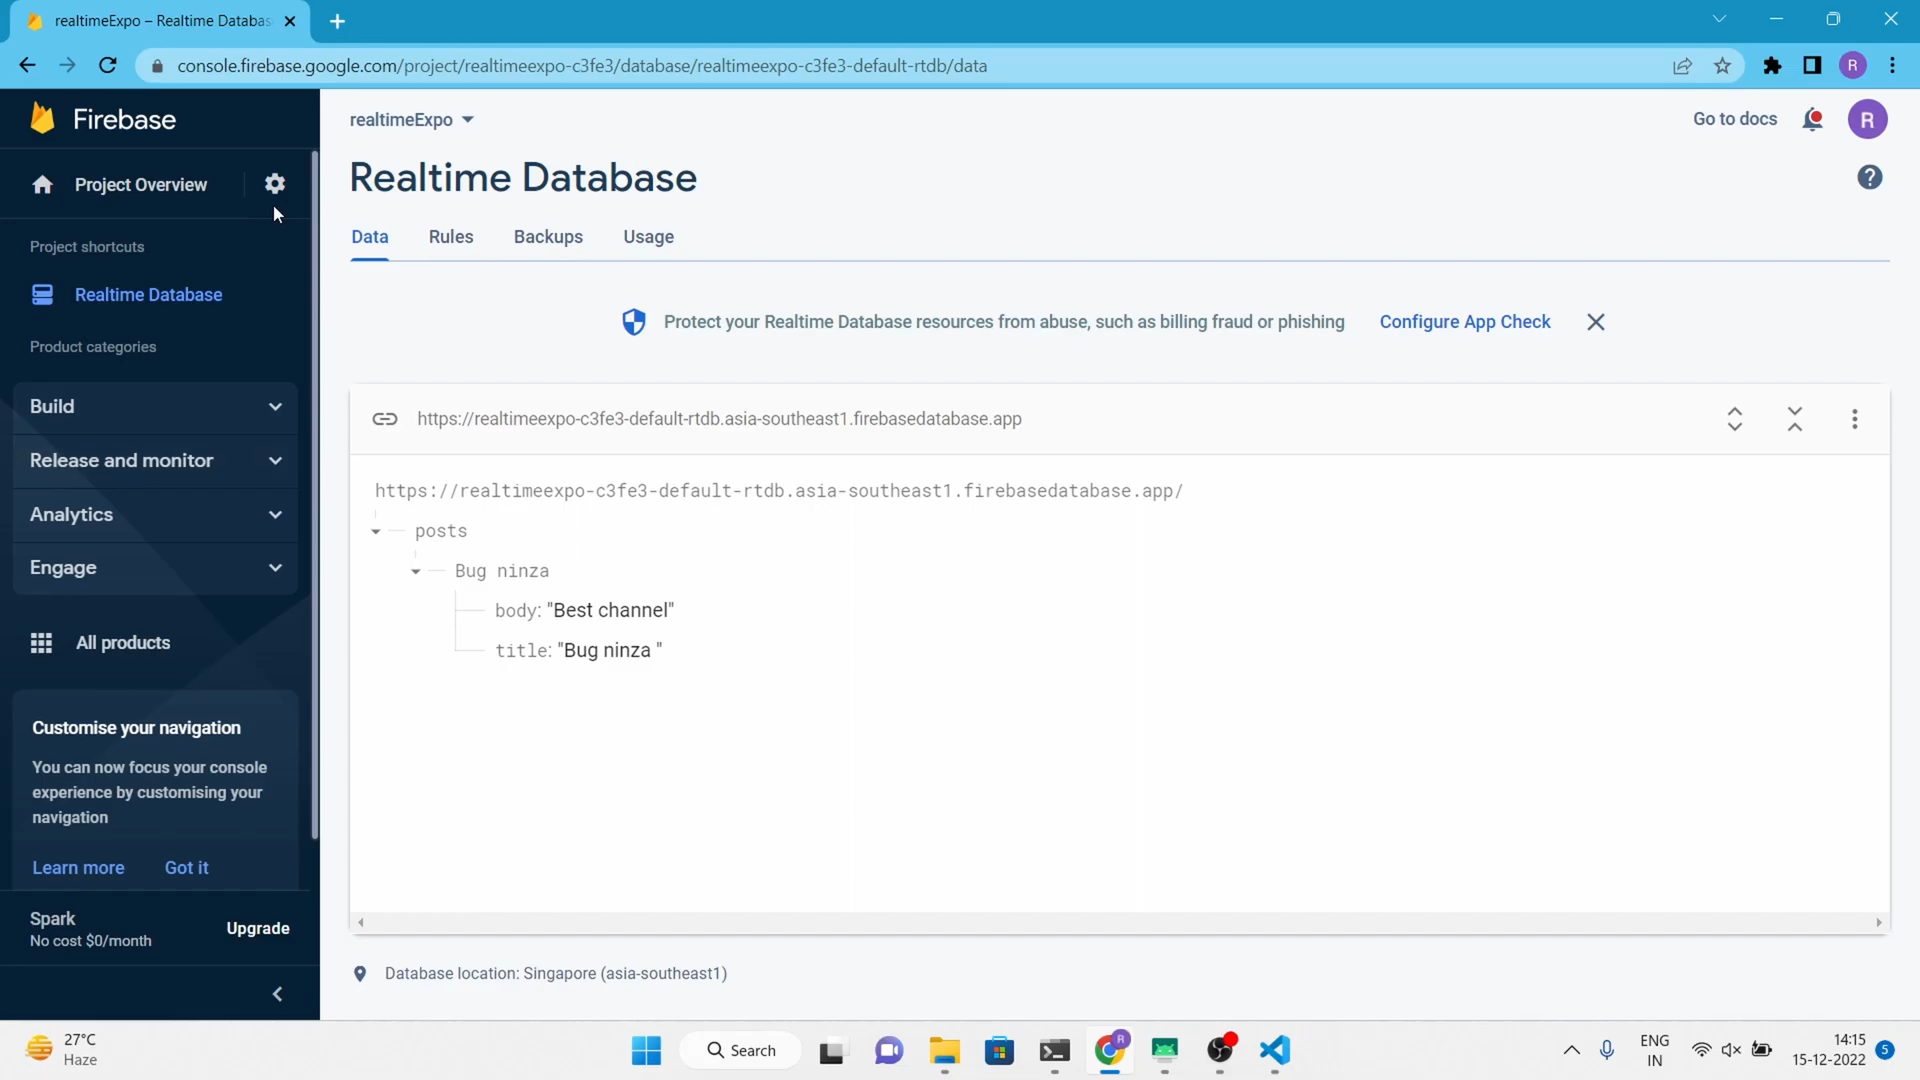 realtimeExpo – Realtime Databas
console.firebase.google.com/project/realtimeexpo-c3fe3/database/realtimeexpo-c3fe3-default-rtdb/data
R
Firebase
realtimeExpo
Go to docs
R
Project Overview
Realtime Database
Data Rules Backups Usage
Project shortcuts
Realtime Database
Product categories
Build
Release and monitor
Analytics
Engage
All products
Customise your navigation
You can now focus your console
experience by customising your
navigation
Learn more Got it
Spark
No cost $0/month
Upgrade
Protect your Realtime Database resources from abuse, such as billing fraud or phishing Configure App Check
https://realtimeexpo-c3fe3-default-rtdb.asia-southeast1.firebasedatabase.app
https://realtimeexpo-c3fe3-default-rtdb.asia-southeast1.firebasedatabase.app/
posts
Bug ninza
body: "Best channel"
title: "Bug ninza "
Database location: Singapore (asia-southeast1)
27°C
Haze
Search
R
ENG
IN
14:15
15-12-2022
5